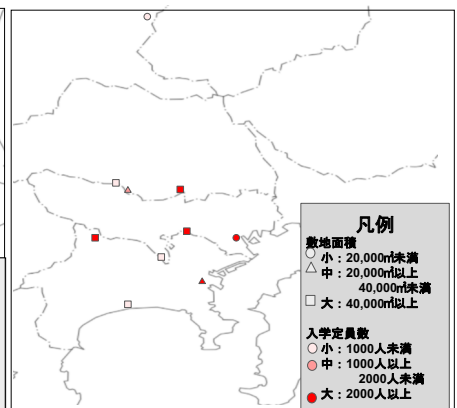 凡例
敷地面積
小：20,000㎡未満
中：20,000㎡以上
40,000㎡未満
大：40,000㎡以上
入学定員数
小：1000人未満
中：1000人以上
2000人未満
大：2000人以上